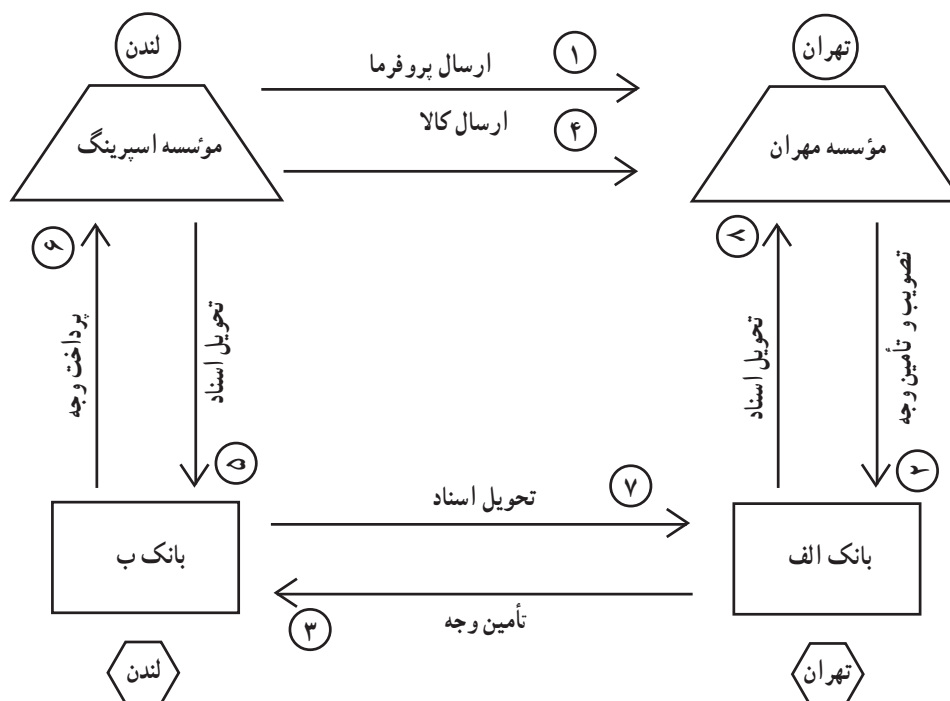 تهران
لندن
۱
ارسال پروفرما
۴
ارسال کالا
مؤسسه مهران
مؤسسه اسپرینگ
۸
۶
تصویب و تأمین وجه
تحویل اسناد
تحویل اسناد
پرداخت وجه
۲
۵
۷
تحویل اسناد
بانک الف
بانک ب
۳
تأمین وجه
تهران
لندن